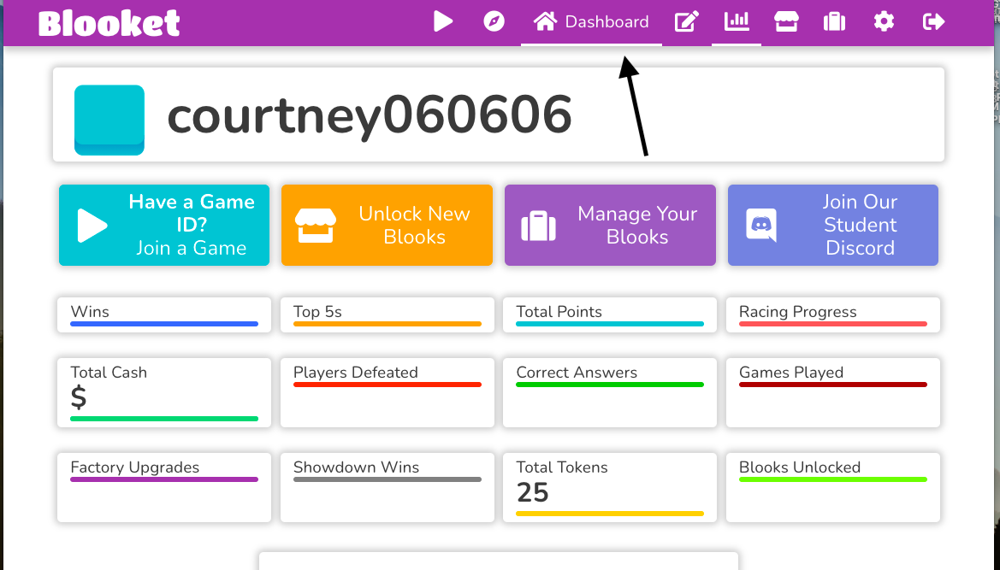 Blooket
Dashboard
courtney060606
Have a Game
ID?
Join a Game
Unlock New
Blooks
Manage Your
Blooks
Join Our
Student
Discord
Wins
Top 5s
Total Points
Racing Progress
Total Cash
$
Players Defeated
Correct Answers
Games Played
Factory Upgrades
Showdown Wins
Total Tokens
25
Blooks Unlocked